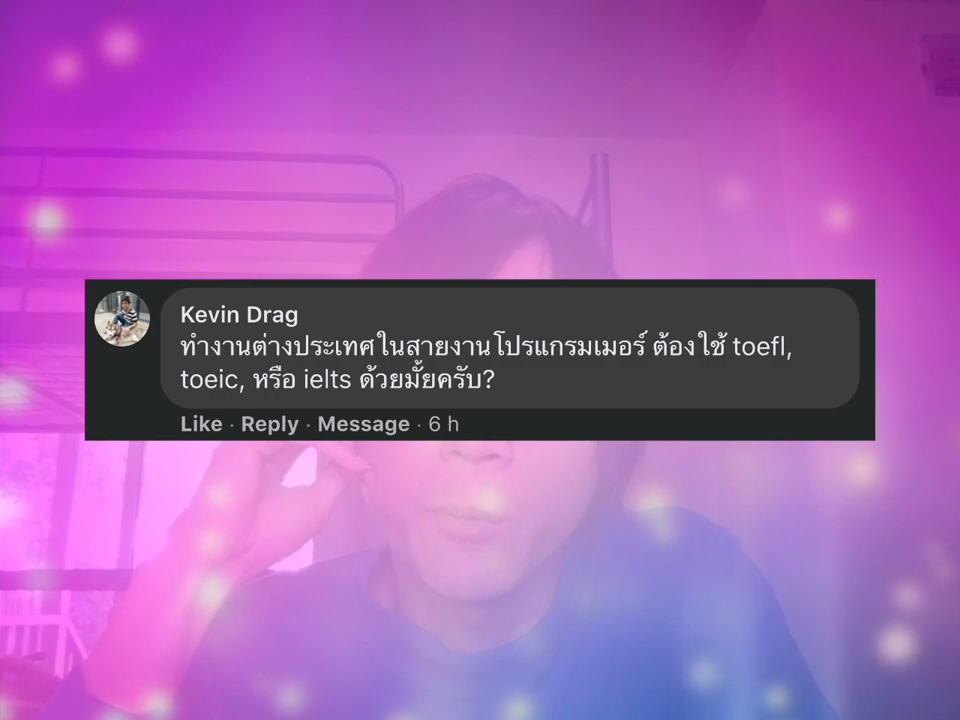 Kevin Drag
ทำงานต่างประเทศในสายงานโปรแกรมเมอร์ ต้องใช้ toefl,
toeic, หรือ ielts ด้วยมั้ยครับ?
Like · Reply · Message · 6 h